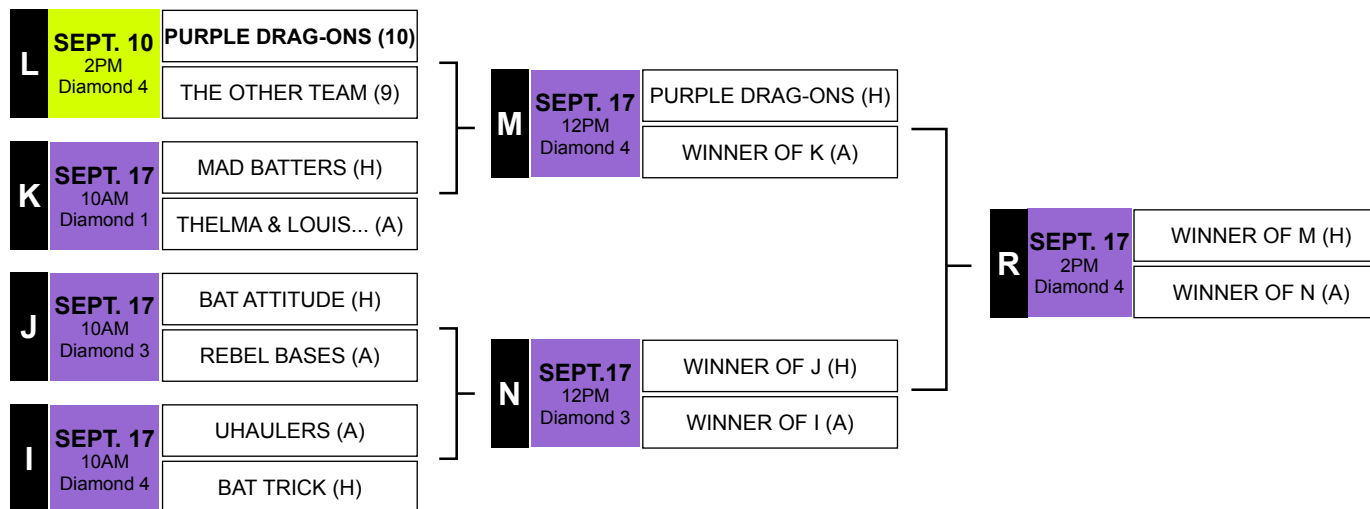 L
SEPT. 10
2PM
Diamond 4
PURPLE DRAG-ONS (10)
THE OTHER TEAM (9)
K
SEPT. 17
10AM
Diamond 1
MAD BATTERS (H)
THELMA & LOUIS... (A)
J
SEPT. 17
10AM
Diamond 3
BAT ATTITUDE (H)
REBEL BASES (A)
I
SEPT. 17
10AM
Diamond 4
UHAULERS (A)
BAT TRICK (H)
M
SEPT. 17
12PM
Diamond 4
PURPLE DRAG-ONS (H)
WINNER OF K (A)
N
SEPT.17
12PM
Diamond 3
WINNER OF J (H)
WINNER OF I (A)
R
SEPT. 17
2PM
Diamond 4
WINNER OF M (H)
WINNER OF N (A)